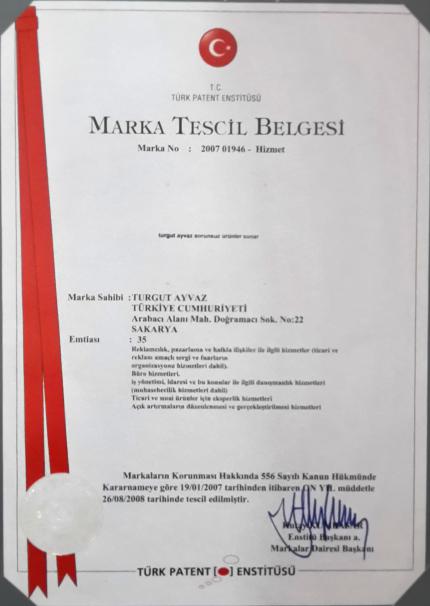 T.C.
TÜRK PATENT ENSTİTÜSÜ
MARKA TESCİL BELGESİ
Marka No : 2007 01946 - Hizmet
turgut ayvaz sorunsuz ürünler sunar
Marka Sahibi : TURGUT AYVAZ
TÜRKİYE CUMHURİYETİ
Arabacı Alanı Mah. Doğramacı Sok. No:22
SAKARYA
Emtiası : 35
Reklamcılık, pazarlama ve halkla ilişkiler ile ilgili hizmetler (ticari ve
reklam amaçlı sergi ve fuarların
organizasyonu hizmetleri dahil).
Büro hizmetleri.
iş yönetimi, idaresi ve bu konular ile ilgili danışmanlık hizmetleri
(muhasebecilik hizmetleri dahil)
Ticari ve sınai ürünler için eksperlik hizmetleri
Açık artırmaların düzenlenmesi ve gerçekleştirilmesi hizmetleri
Markaların Korunması Hakkında 556 Sayılı Kanun Hükmünde
Kararnameye göre 19/01/2007 tarihinden itibaren ON YIL müddetle
26/08/2008 tarihinde tescil edilmiştir.
Enstitü Başkanı a.
Markalar Dairesi Başkanı
TÜRK PATENT ENSTİTÜSÜ